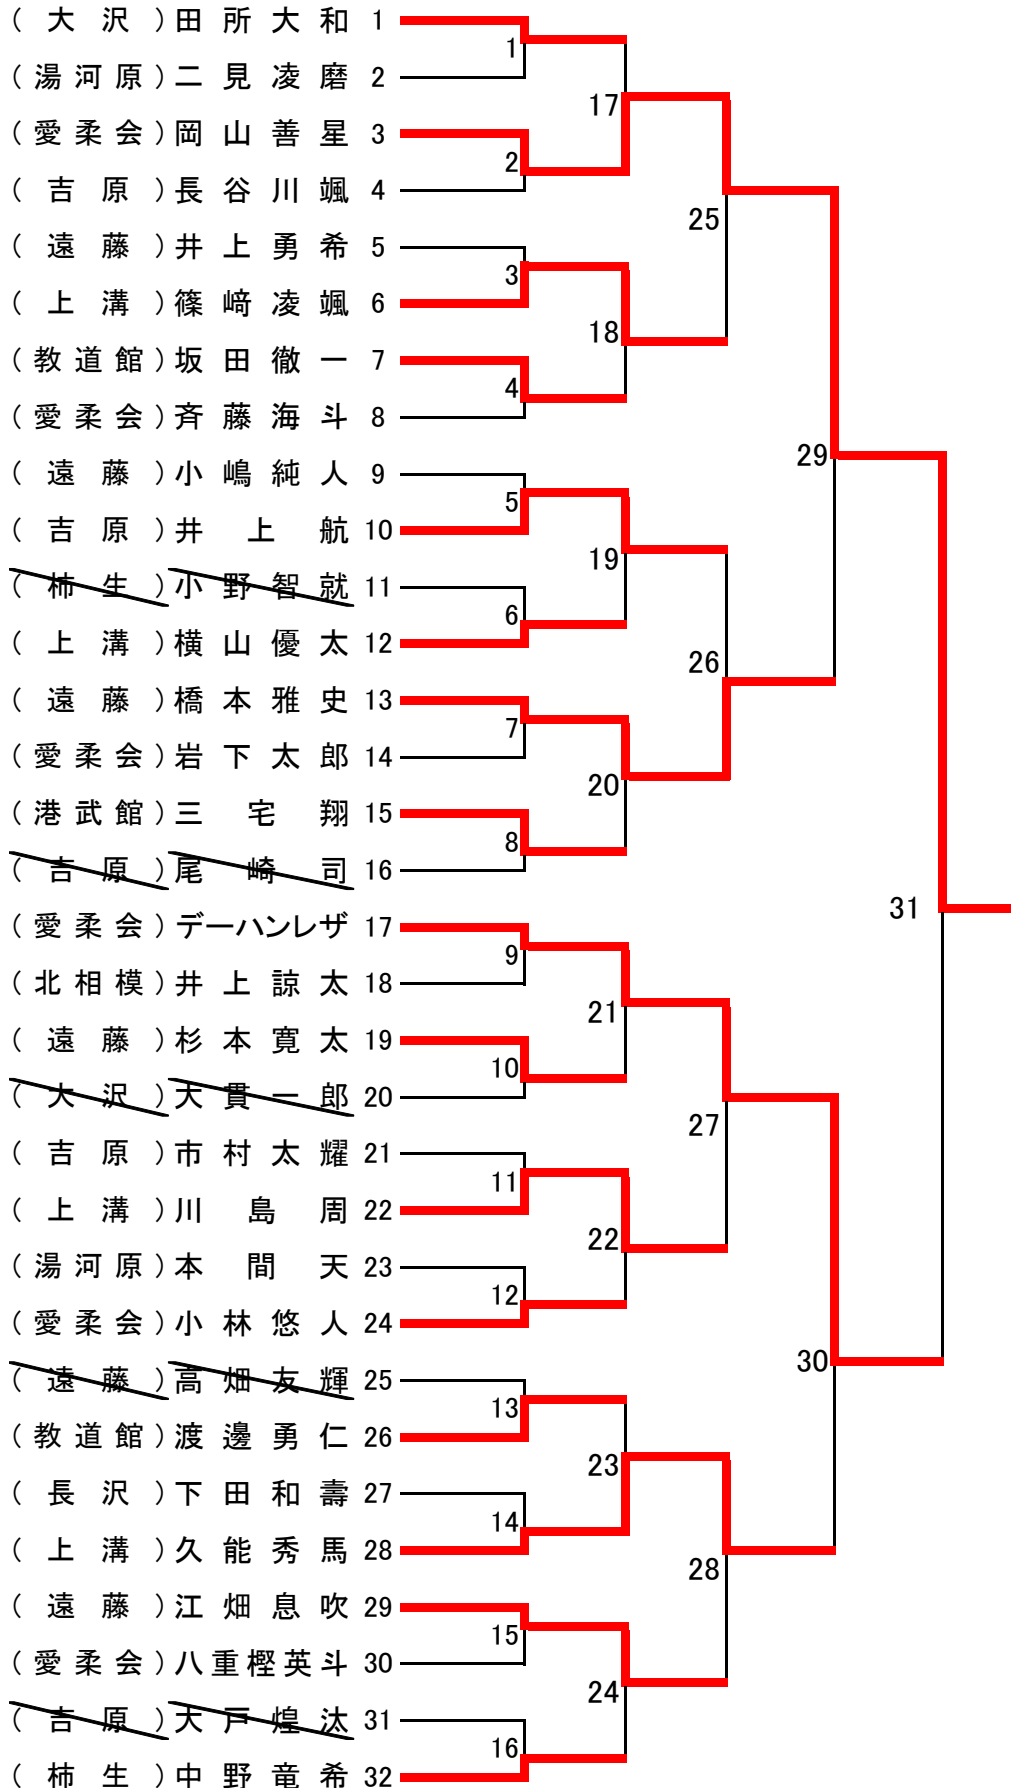 （大沢）田所大和 1
1
（湯河原）二見凌磨 2
17
（愛柔会）岡山善星 3
2
（吉原）長谷川颯 4
25
（遠藤）井上勇希 5
3
（上溝）篠﨑凌颯 6
18
（教道館）坂田徹一 7
4
（愛柔会）斉藤海斗 8
29
（遠藤）小嶋純人 9
5
（吉原）井上航 10
19
（柿生）小野智就 11
6
（上溝）横山優太 12
26
（遠藤）橋本雅史 13
7
（愛柔会）岩下太郎 14
20
（港武館）三宅翔 15
8
（吉原）尾崎司 16
31
（愛柔会）デーハンレザ 17
9
（北相模）井上諒太 18
21
（遠藤）杉本寛太 19
10
（大沢）大貫一郎 20
27
（吉原）市村太耀 21
11
（上溝）川島周 22
22
（湯河原）本間天 23
12
（愛柔会）小林悠人 24
30
（遠藤）高畑友輝 25
13
（教道館）渡邊勇仁 26
23
（長沢）下田和壽 27
14
（上溝）久能秀馬 28
28
（遠藤）江畑息吹 29
15
（愛柔会）八重樫英斗 30
24
（吉原）大戸煌汰 31
16
（柿生）中野竜希 32